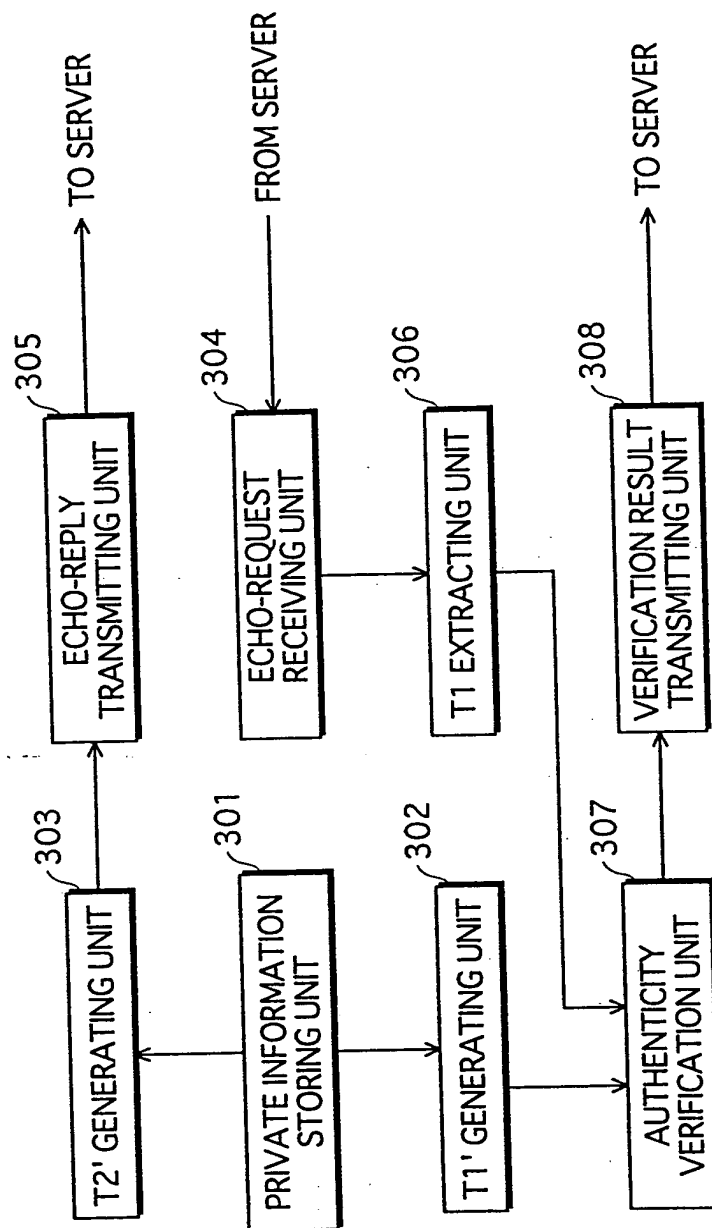 303
T2' GENERATING UNIT
305
ECHO-REPLY
TRANSMITTING UNIT
TO SERVER
301
PRIVATE INFORMATION
STORING UNIT
304
ECHO-REQUEST
RECEIVING UNIT
FROM SERVER
302
T1' GENERATING UNIT
306
T1 EXTRACTING UNIT
307
AUTHENTICITY
VERIFICATION UNIT
308
VERIFICATION RESULT
TRANSMITTING UNIT
TO SERVER